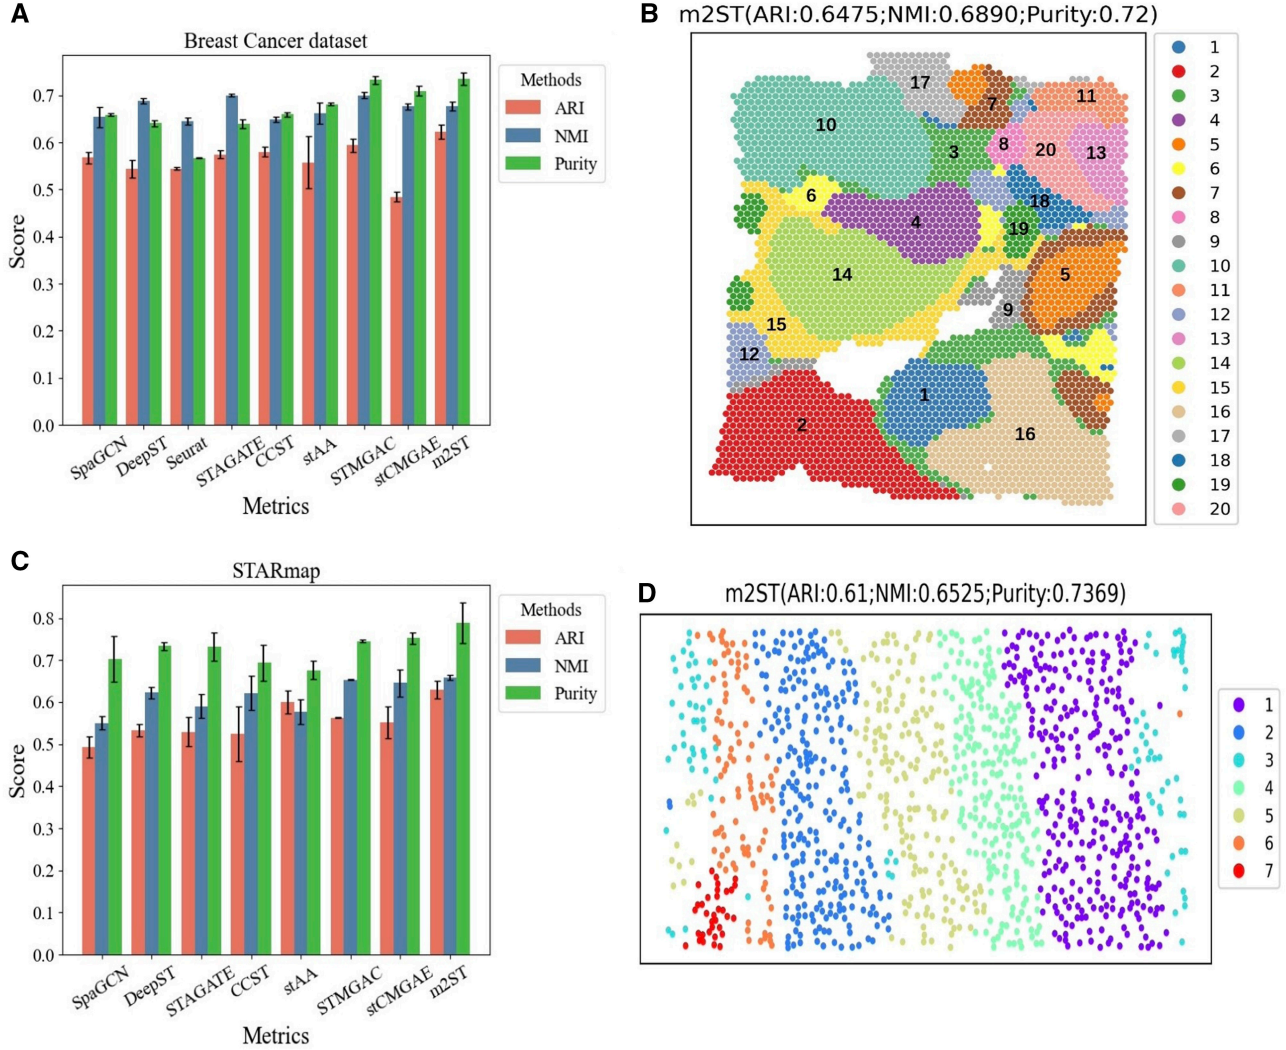 A
Breast Cancer dataset
Score
0.7
0.6
0.5
0.4
0.3
0.2
0.1
0.0
Methods
ARI
NMI
Purity
SpaGCN
DeepST
Seurat
STAGATE
CCST
stAA
STMGAC
stCMGAE
m2ST
Metrics
B
m2ST(ARI:0.6475;NMI:0.6890;Purity:0.72)
17
7
11
10
3
8
20
13
6
4
18
19
14
5
9
15
12
1
2
16
1
2
3
4
5
6
7
8
9
10
11
12
13
14
15
16
17
18
19
20
C
STARmap
Score
0.8
0.7
0.6
0.5
0.4
0.3
0.2
0.1
0.0
Methods
ARI
NMI
Purity
SpaGCN
DeepST
STAGATE
CCST
stAA
STMGAC
stCMGAE
m2ST
Metrics
D
m2ST(ARI:0.61;NMI:0.6525;Purity:0.7369)
1
2
3
4
5
6
7